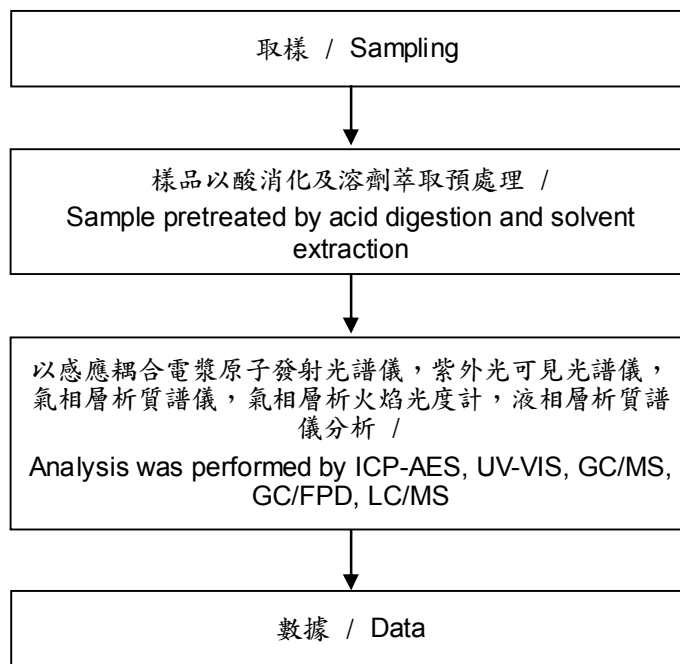 取樣 / Sampling
樣品以酸消化及溶劑萃取預處理 /
Sample pretreated by acid digestion and solvent
extraction
以感應耦合電漿原子發射光譜儀，紫外光可見光譜儀，
氣相層析質譜儀，氣相層析火焰光度計，液相層析質譜
儀分析 /
Analysis was performed by ICP-AES, UV-VIS, GC/MS,
GC/FPD, LC/MS
數據 / Data